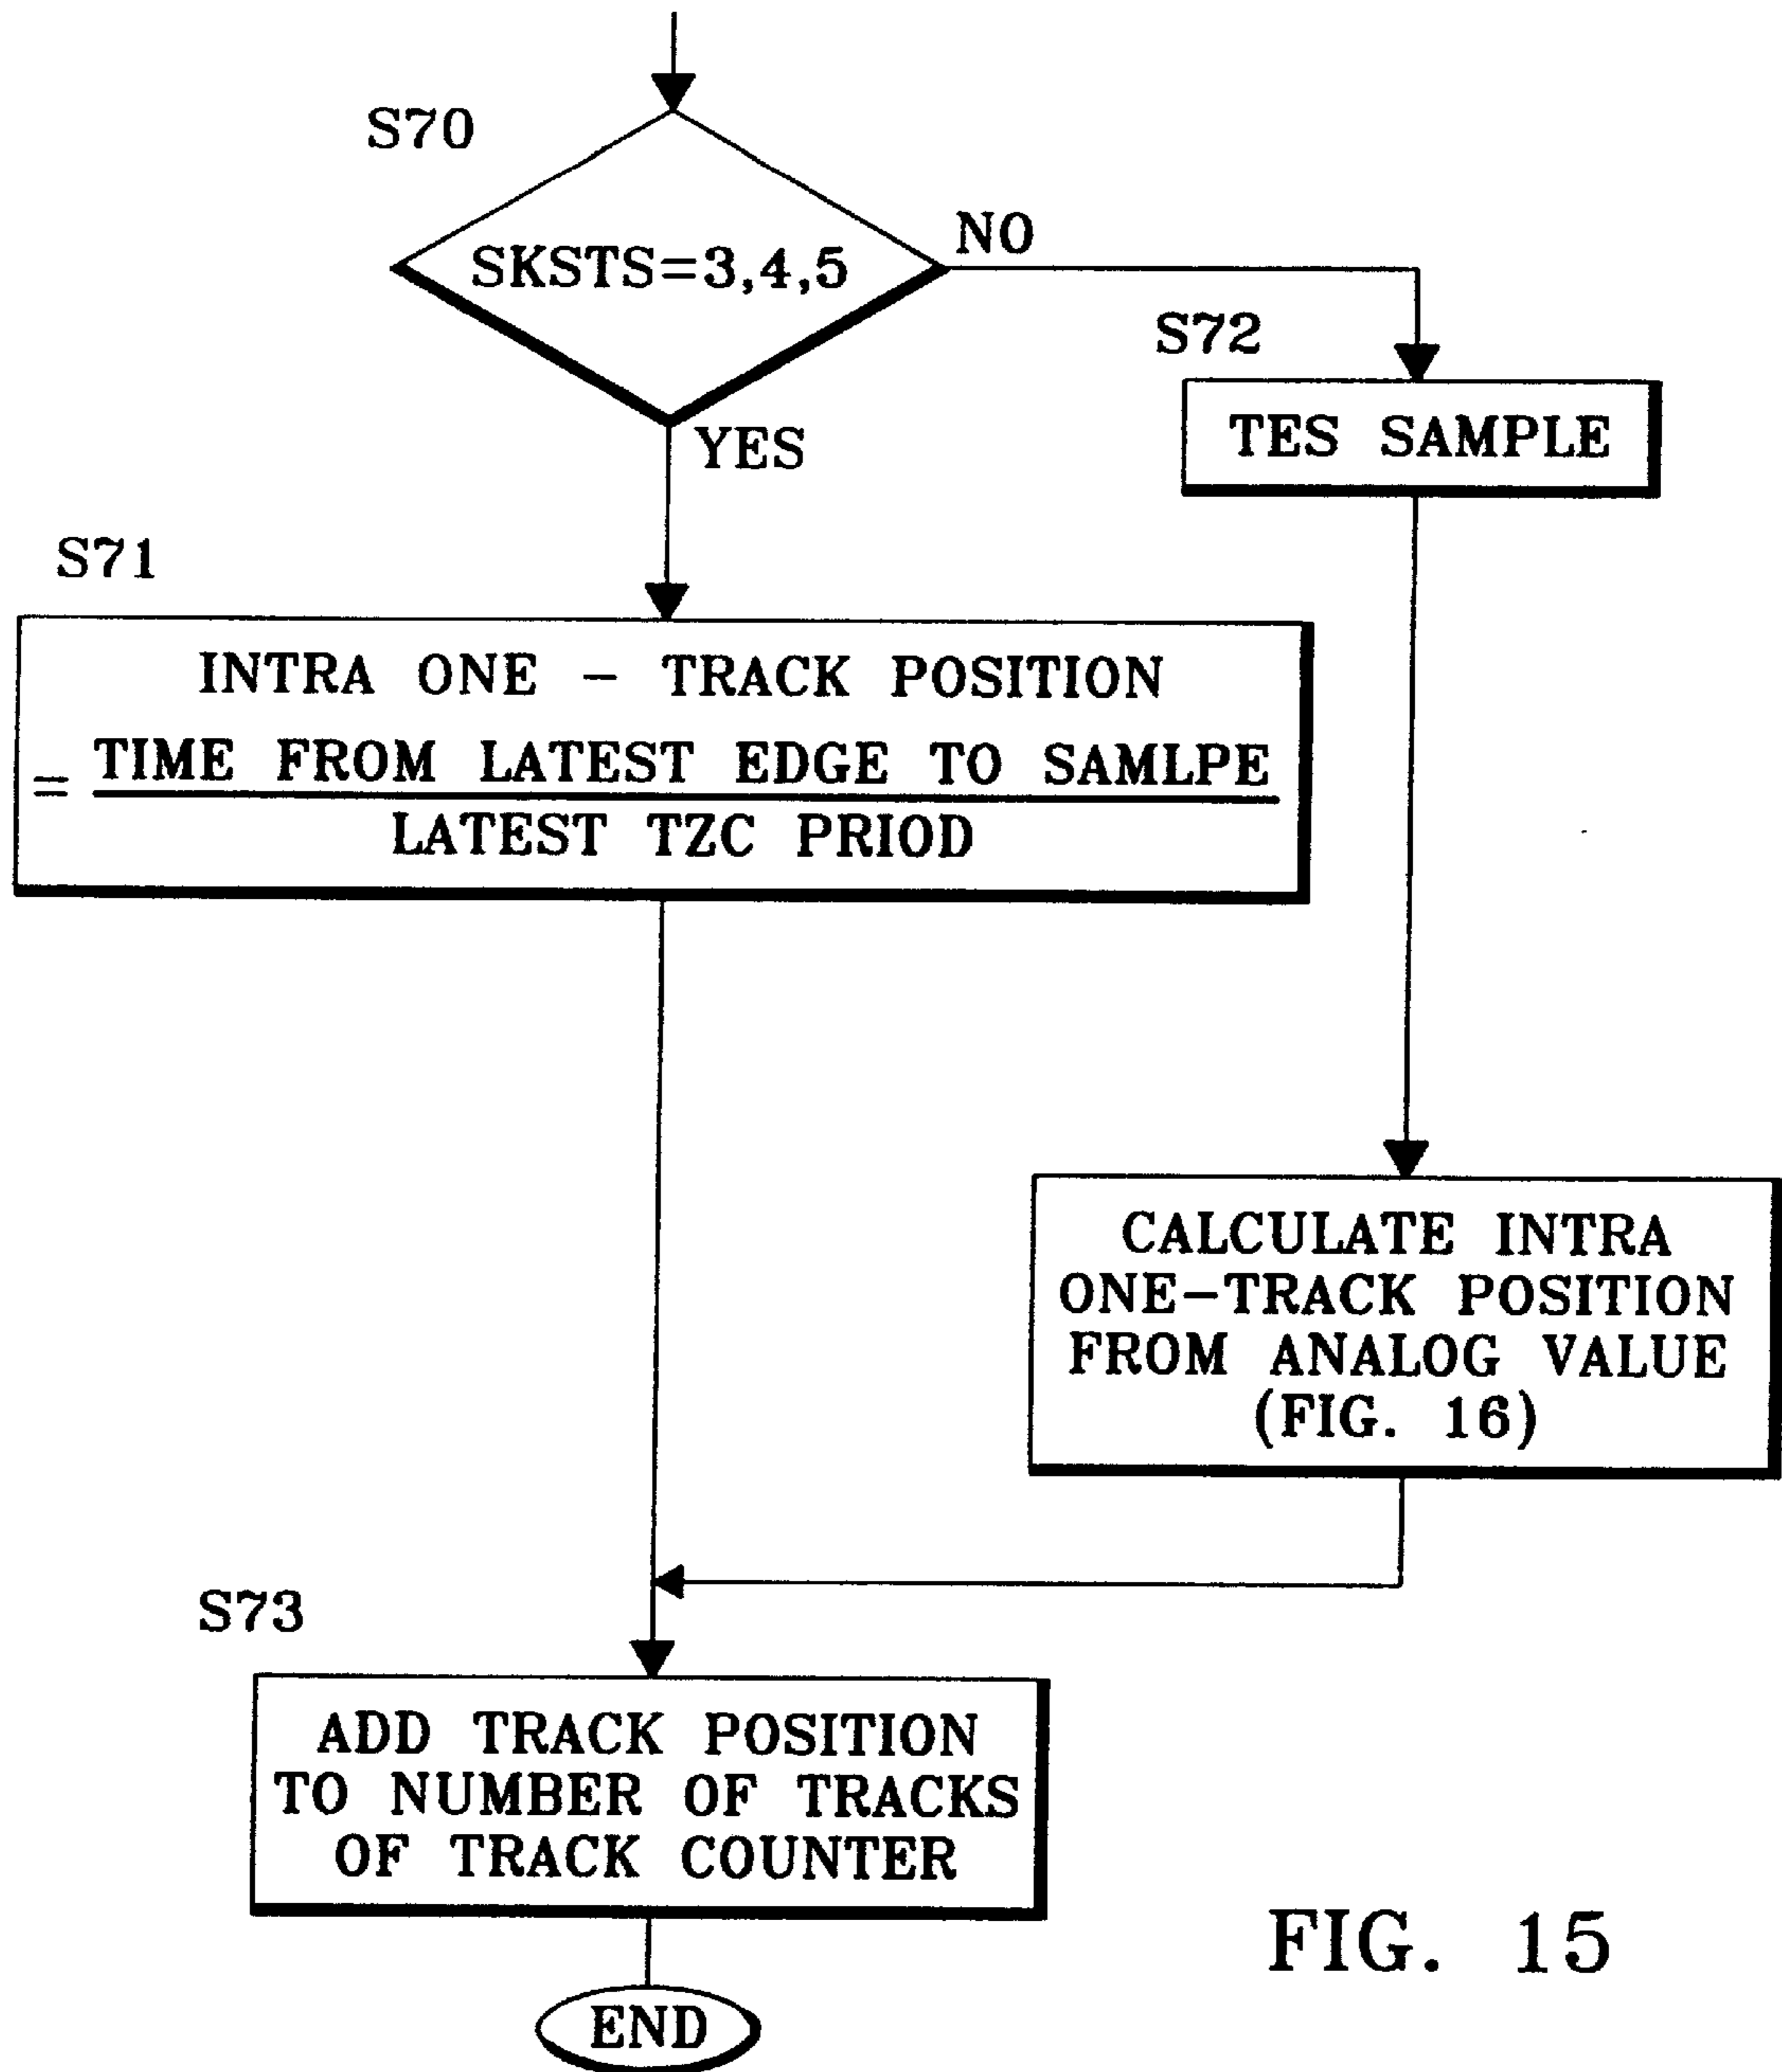 S70
SKSTS=3,4,5
NO
YES
S72
TES SAMPLE
S71
INTRA ONE - TRACK POSITION
= TIME FROM LATEST EDGE TO SAMLPE
LATEST TZC PRIOD
CALCULATE INTRA
ONE-TRACK POSITION
FROM ANALOG VALUE
(FIG. 16)
S73
ADD TRACK POSITION
TO NUMBER OF TRACKS
OF TRACK COUNTER
END
FIG. 15